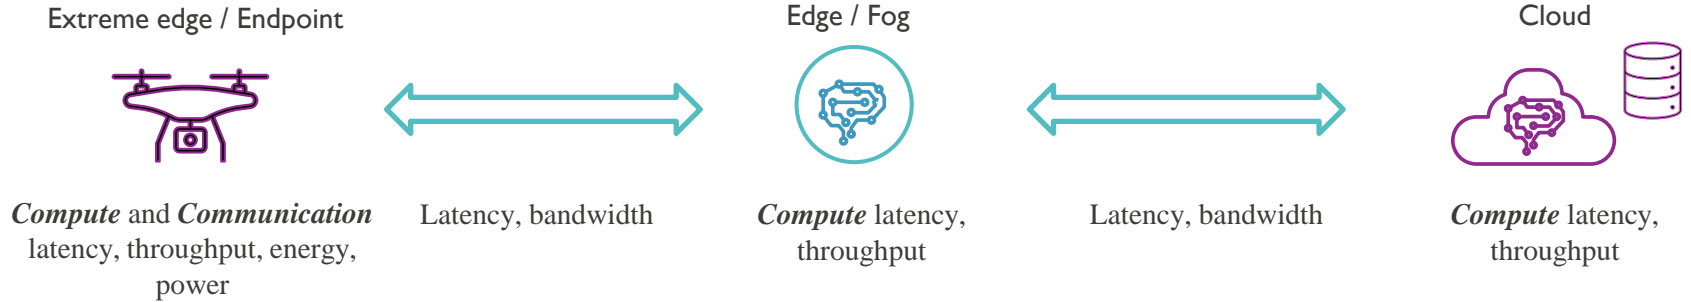 Extreme edge / Endpoint
Edge / Fog
Cloud
Compute and Communication
latency, throughput, energy,
power
Latency, bandwidth
Compute latency,
throughput
Latency, bandwidth
Compute latency,
throughput